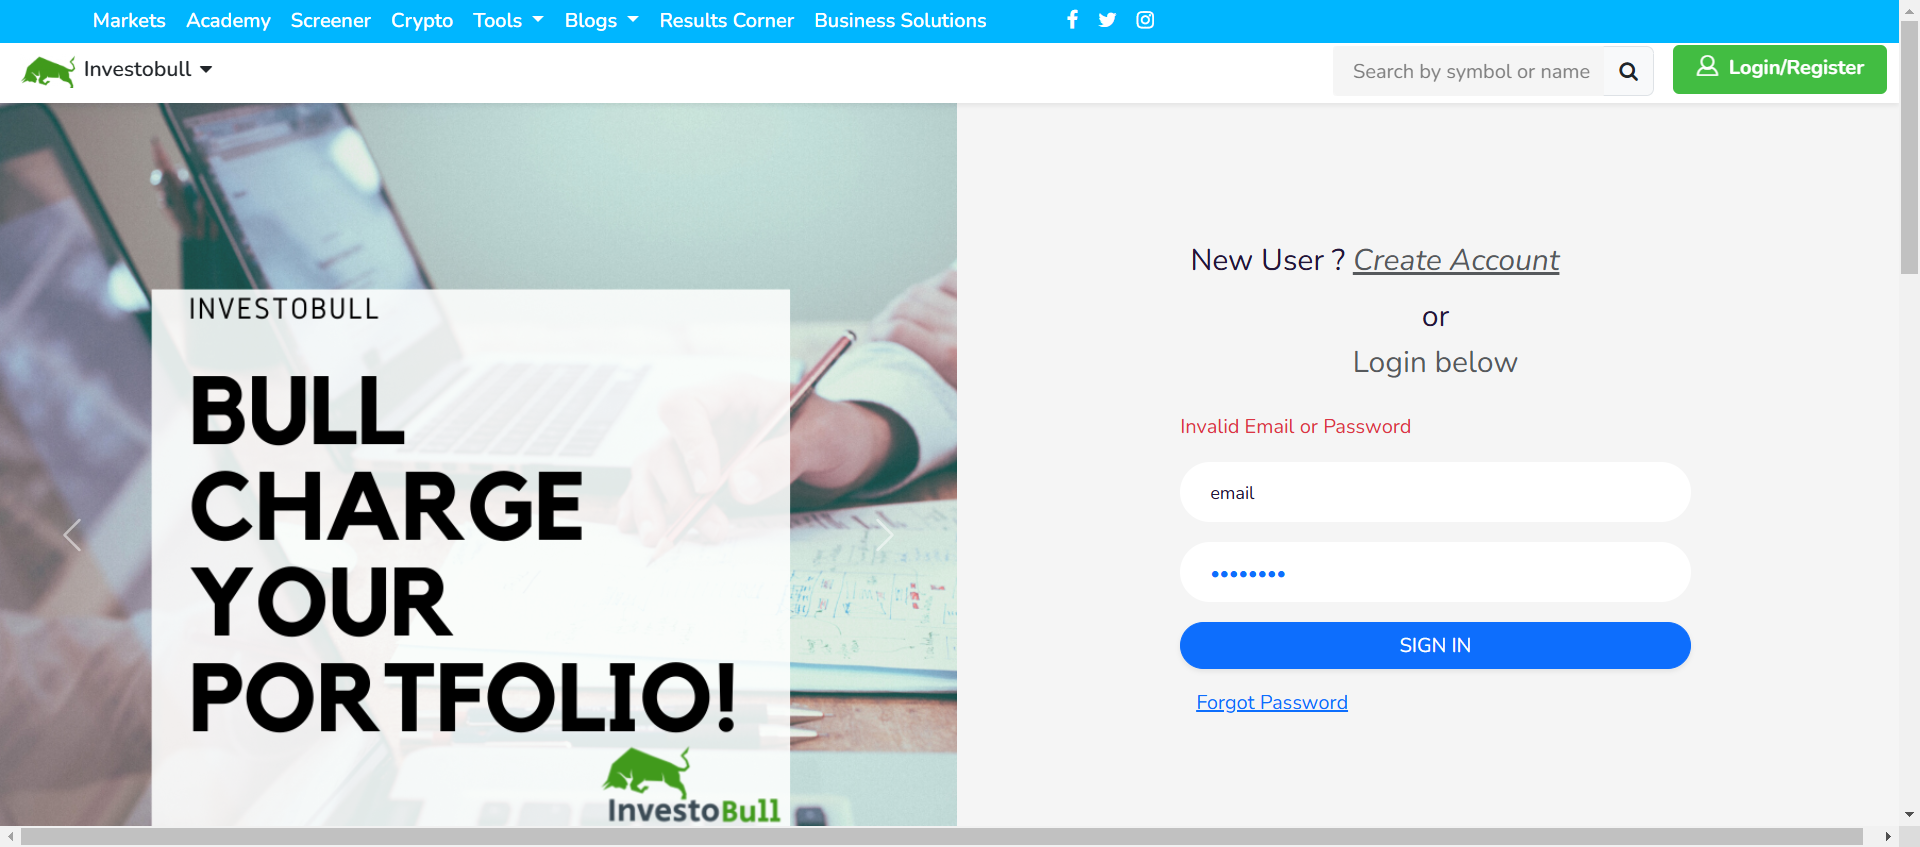 Markets Academy Screener Crypto Tools Blogs Results Corner Business Solutions
Investobull
Search by symbol or name
Login/Register
INVESTOBULL
BULL
CHARGE
YOUR
PORTFOLIO!
InvestoBull
New User ? Create Account
or
Login below
Invalid Email or Password
email
••••••••
SIGN IN
Forgot Password